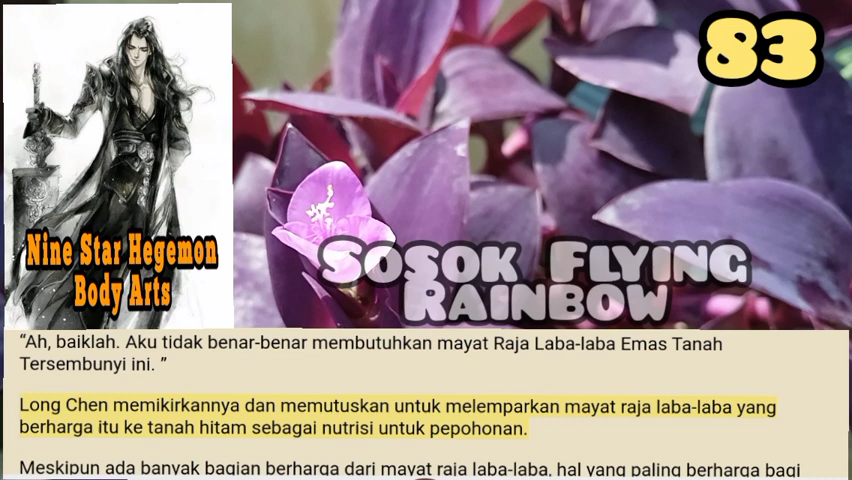 83
Nine Star Hegemon
Body Arts
Sosok Flying
Rainbow
“Ah, baiklah. Aku tidak benar-benar membutuhkan mayat Raja Laba-laba Emas Tanah
Tersembunyi ini. ”
Long Chen memikirkannya dan memutuskan untuk melemparkan mayat raja laba-laba yang
berharga itu ke tanah hitam sebagai nutrisi untuk pepohonan.
Meskipun ada banyak bagian berharga dari mayat raja laba-laba, hal yang paling berharga bagi